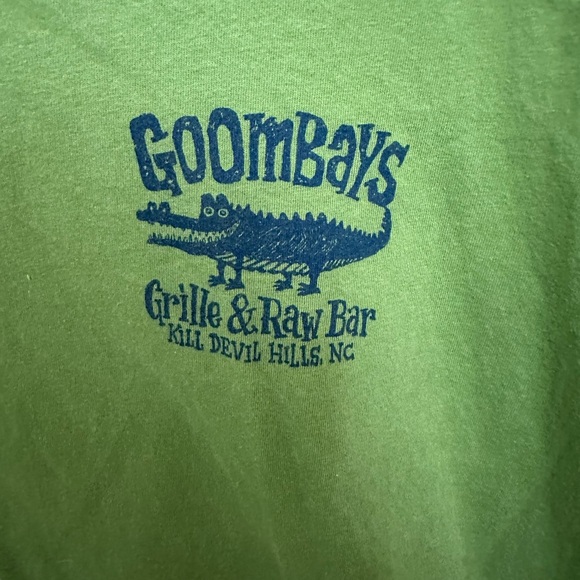 GOOmBAYS
Grille & Raw Bar
KILL DEVIL HILLS, NC